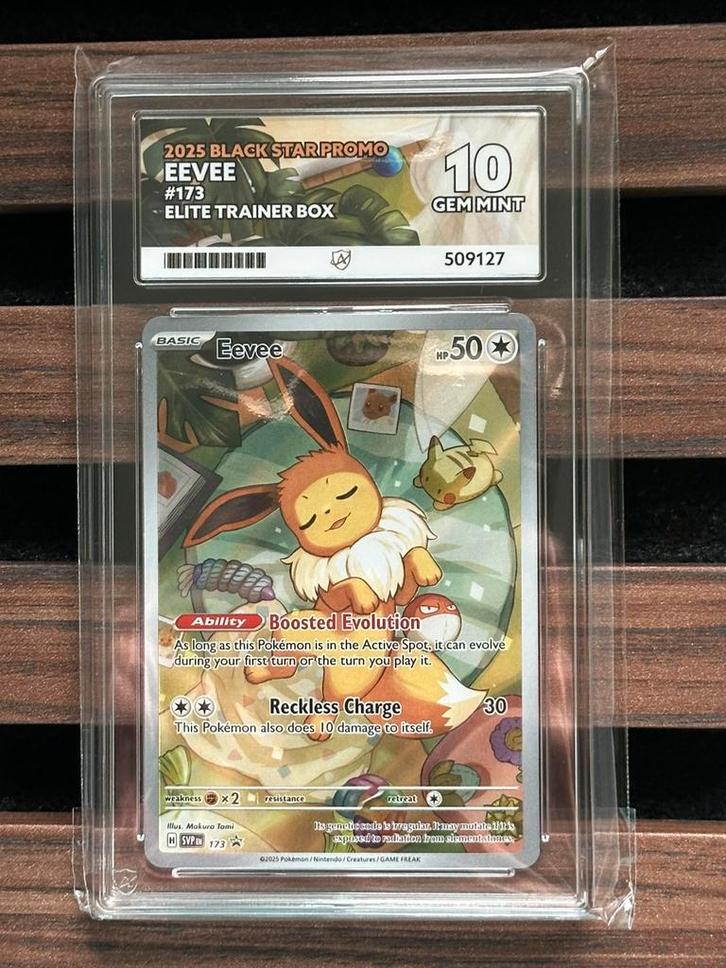 2025 BLACK STAR PROMO
EEVEE
#173
ELITE TRAINER BOX
10
GEM MINT
509127
BASIC
Eevee
HP 50
Ability Boosted Evolution
As long as this Pokémon is in the Active Spot, it can evolve
during your first turn or the turn you play it.
Reckless Charge 30
This Pokémon also does 10 damage to itself.
weakness ×2 resistance retreat
Illus. Makura Tami
Its genetic code is irregular. It may mutate if it is
exposed to radiation from element stones.
H SVP EN 173
©2025 Pokémon / Nintendo / Creatures / GAME FREAK